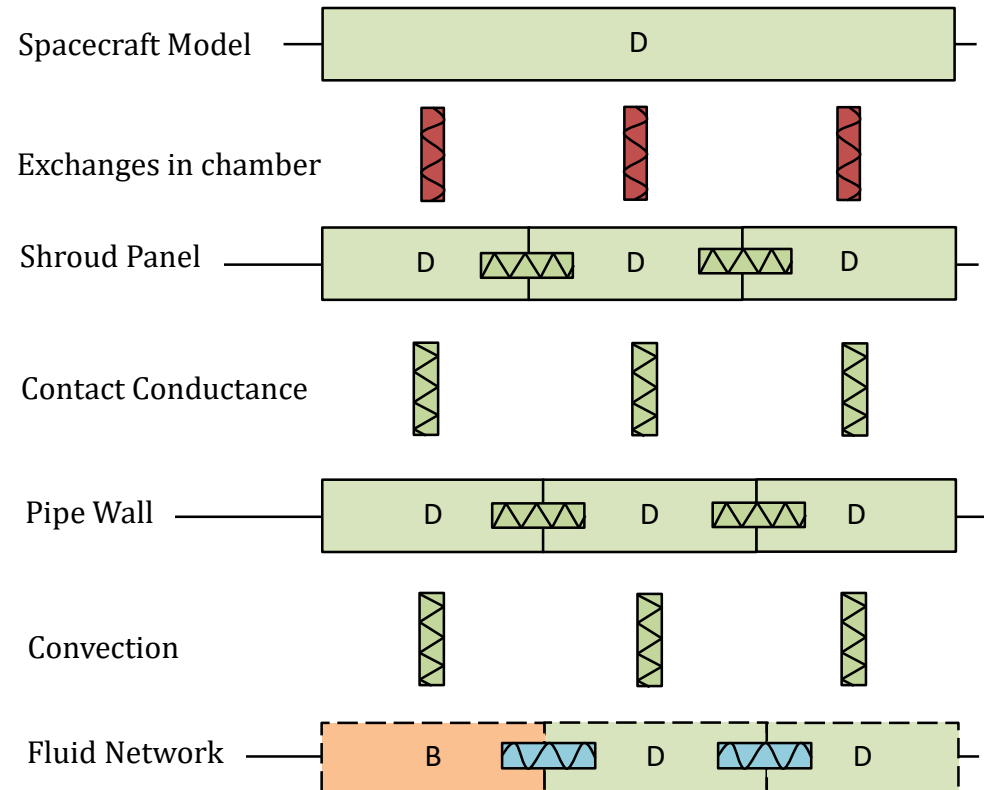 Spacecraft Model D
Exchanges in chamber
Shroud Panel D D D
Contact Conductance
Pipe Wall D D D
Convection
Fluid Network B D D